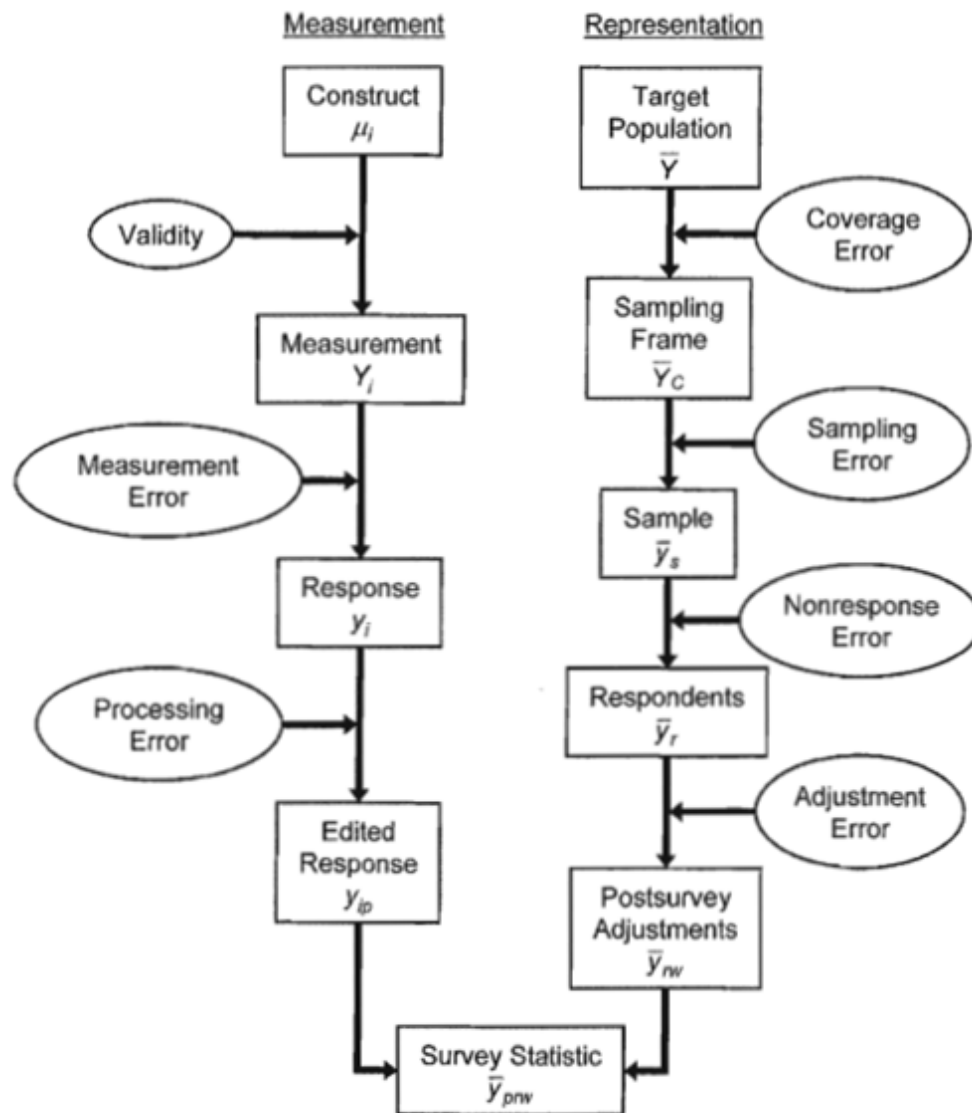 Measurement
Construct
μi
Validity
Measurement
Yi
Measurement
Error
Response
yi
Processing
Error
Edited
Response
yip
Representation
Target
Population
Ȳ
Coverage
Error
Sampling
Frame
ȲC
Sampling
Error
Sample
ȳs
Nonresponse
Error
Respondents
ȳr
Adjustment
Error
Postsurvey
Adjustments
ȳrw
Survey Statistic
ȳprw